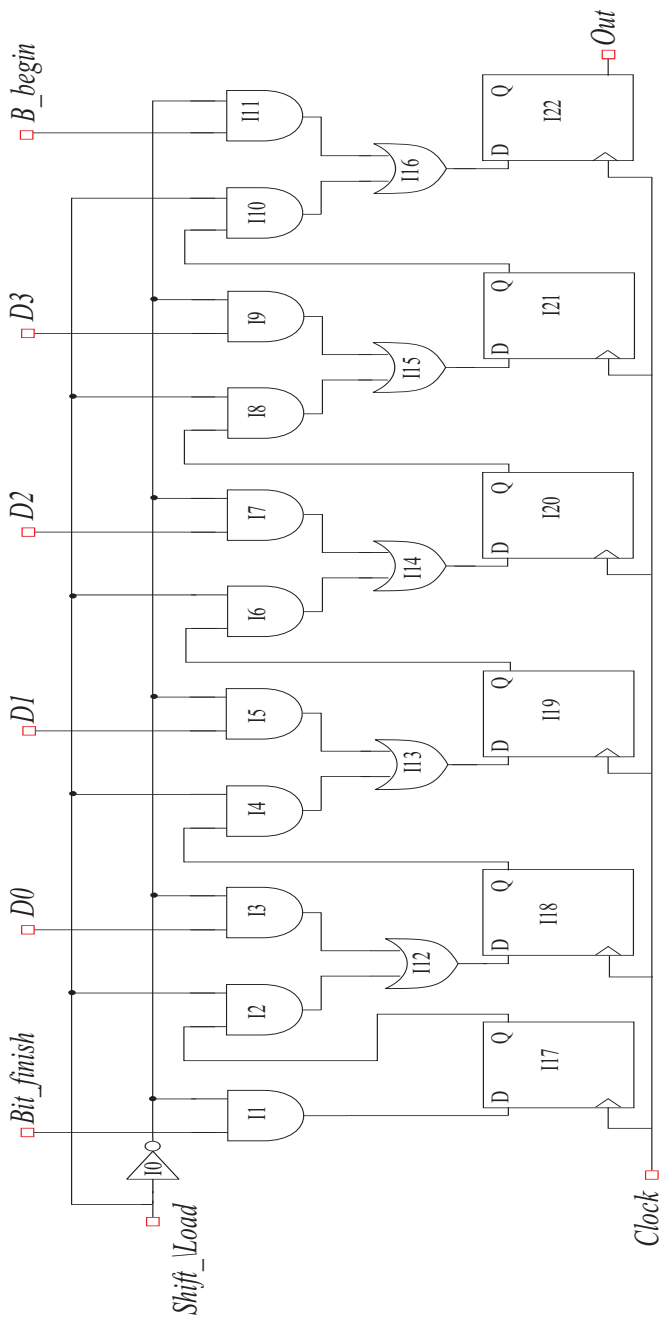 Bit_finish
D0
D1
D2
D3
B_begin
Shift_\Load
I0
I1
I2
I3
I4
I5
I6
I7
I8
I9
I10
I11
I12
I13
I14
I15
I16
D Q
I17
D Q
I18
D Q
I19
D Q
I20
D Q
I21
D Q
I22
Out
Clock